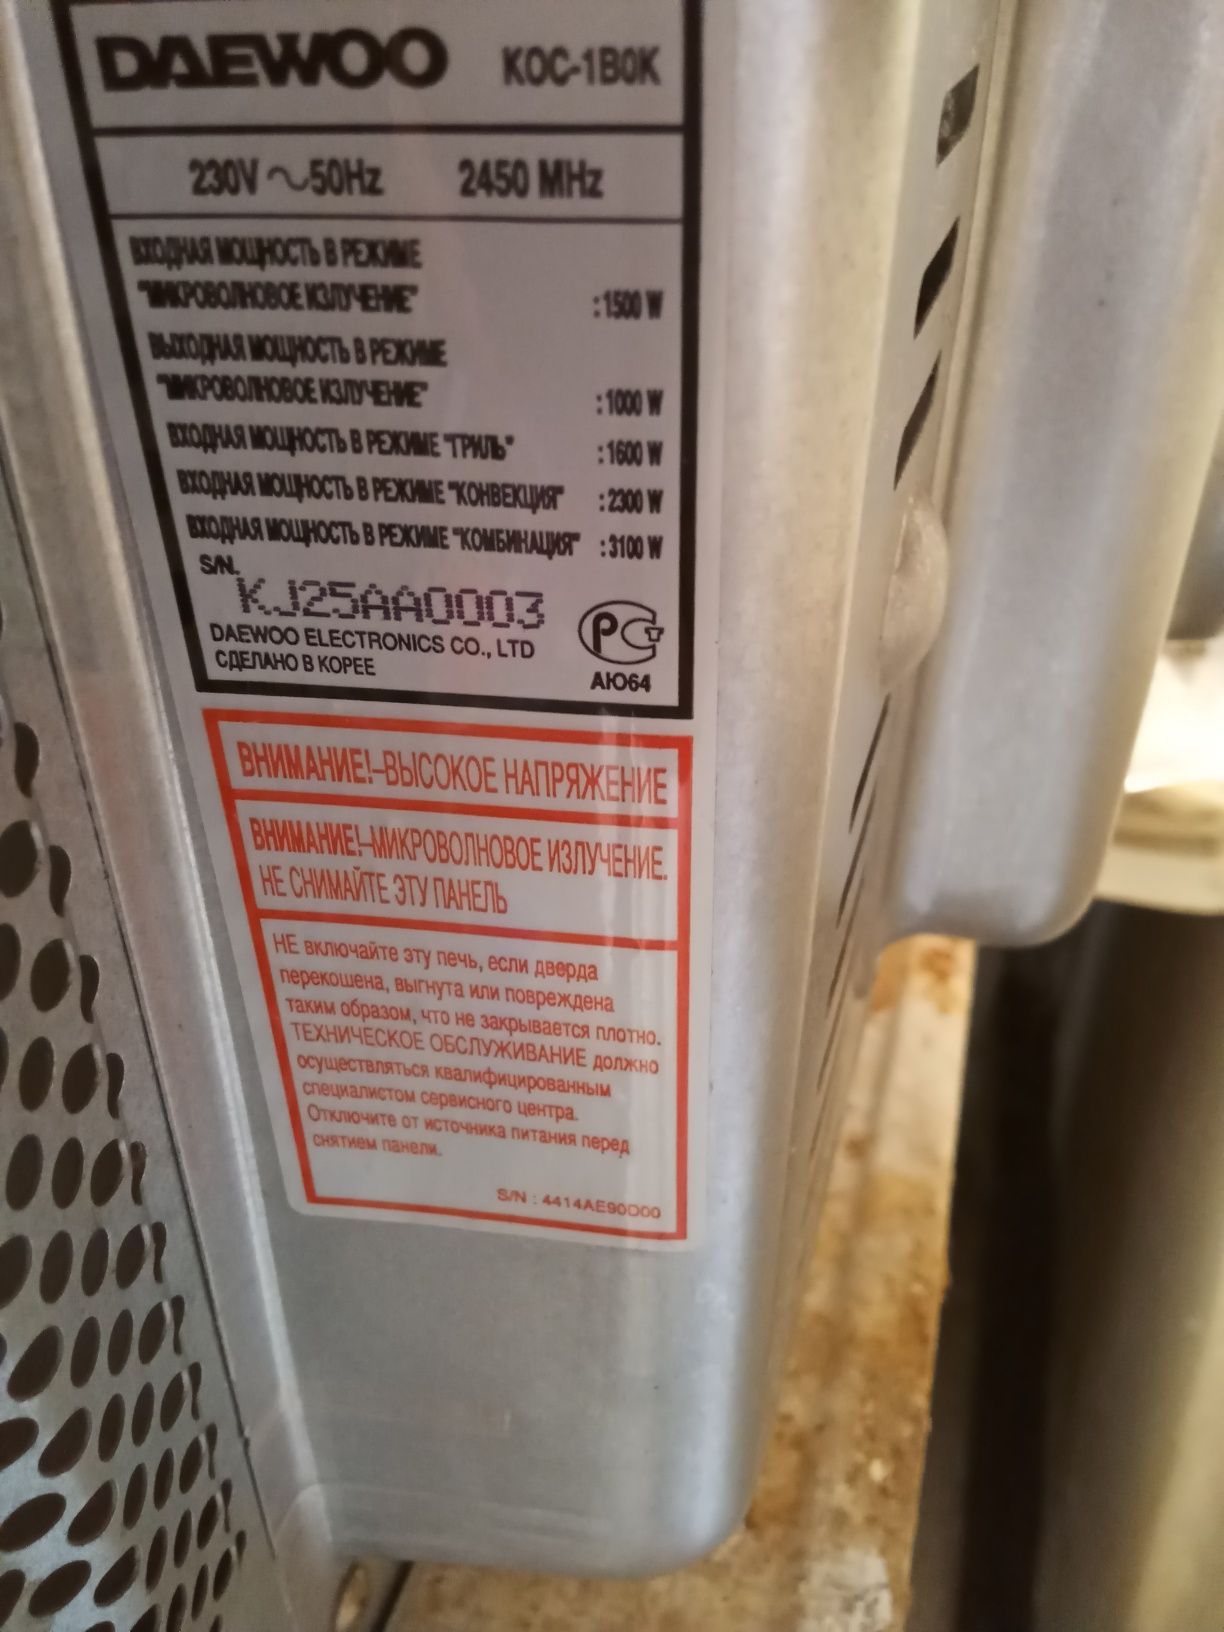 DAEWOO KOC-1B0K
230V ~50Hz 2450 MHz
ВХОДНАЯ МОЩНОСТЬ В РЕЖИМЕ
"МИКРОВОЛНОВОЕ ИЗЛУЧЕНИЕ" : 1500 W
ВЫХОДНАЯ МОЩНОСТЬ В РЕЖИМЕ
"МИКРОВОЛНОВОЕ ИЗЛУЧЕНИЕ" : 1000 W
ВХОДНАЯ МОЩНОСТЬ В РЕЖИМЕ "ГРИЛЬ" : 1600 W
ВХОДНАЯ МОЩНОСТЬ В РЕЖИМЕ "КОНВЕКЦИЯ" : 2300 W
ВХОДНАЯ МОЩНОСТЬ В РЕЖИМЕ "КОМБИНАЦИЯ" : 3100 W
S/N.
KJ25AA0003
DAEWOO ELECTRONICS CO., LTD
СДЕЛАНО В КОРЕЕ
РСТ
АЮ64
ВНИМАНИЕ!–ВЫСОКОЕ НАПРЯЖЕНИЕ
ВНИМАНИЕ!–МИКРОВОЛНОВОЕ ИЗЛУЧЕНИЕ.
НЕ СНИМАЙТЕ ЭТУ ПАНЕЛЬ
НЕ включайте эту печь, если дверда
перекошена, выгнута или повреждена
таким образом, что не закрывается плотно.
ТЕХНИЧЕСКОЕ ОБСЛУЖИВАНИЕ должно
осуществляться квалифицированным
специалистом сервисного центра.
Отключите от источника питания перед
снятием панели.
S/N : 4414AE90D00